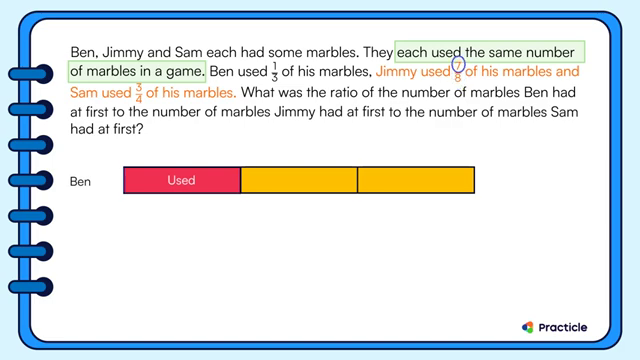 Ben, Jimmy and Sam each had some marbles. They each used the same number
of marbles in a game. Ben used 1/3 of his marbles, Jimmy used 7/8 of his marbles and
Sam used 3/4 of his marbles. What was the ratio of the number of marbles Ben had
at first to the number of marbles Jimmy had at first to the number of marbles Sam
had at first?
Ben Used
Practicle